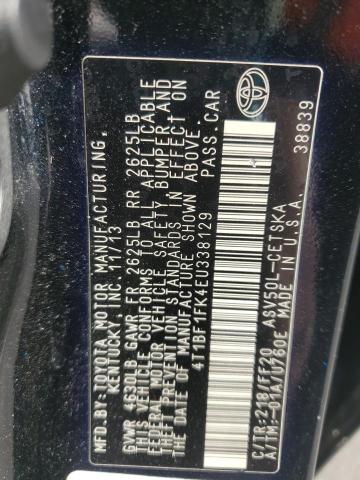 MFD.BY:TOYOTA MOTOR MANUFACTURING,
KENTUCKY, INC. 11/13
GVWR 4630LB GAWR FR 2625LB RR 2625LB
THIS VEHICLE CONFORMS TO ALL APPLICABLE
FEDERAL MOTOR VEHICLE SAFETY, BUMPER AND
THEFT PREVENTION STANDARDS IN EFFECT ON
THE DATE OF MANUFACTURE SHOWN ABOVE.
4T1BF1FK4EU338129 PASS.CAR
TOYOTA
C/TR:218/FF20 ASV50L-CETSKA
A/TM:-01A/U760E MADE IN U.S.A. 38839